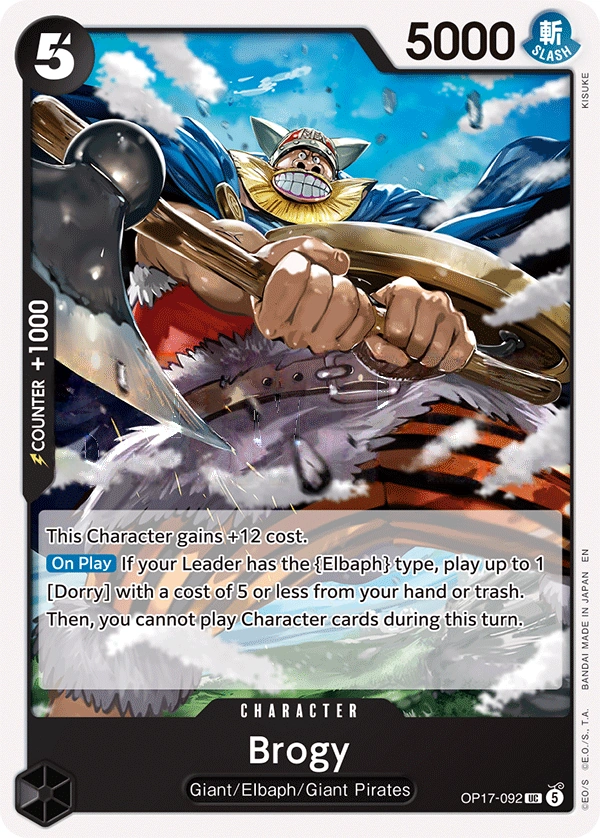 5
5000
斬
SLASH
KISUKE
COUNTER +1000
This Character gains +12 cost.
On Play If your Leader has the {Elbaph} type, play up to 1
[Dorry] with a cost of 5 or less from your hand or trash.
Then, you cannot play Character cards during this turn.
©E.O./S ©E.O./S., T.A. BANDAI MADE IN JAPAN EN
CHARACTER
Brogy
Giant/Elbaph/Giant Pirates
OP17-092 UC 5